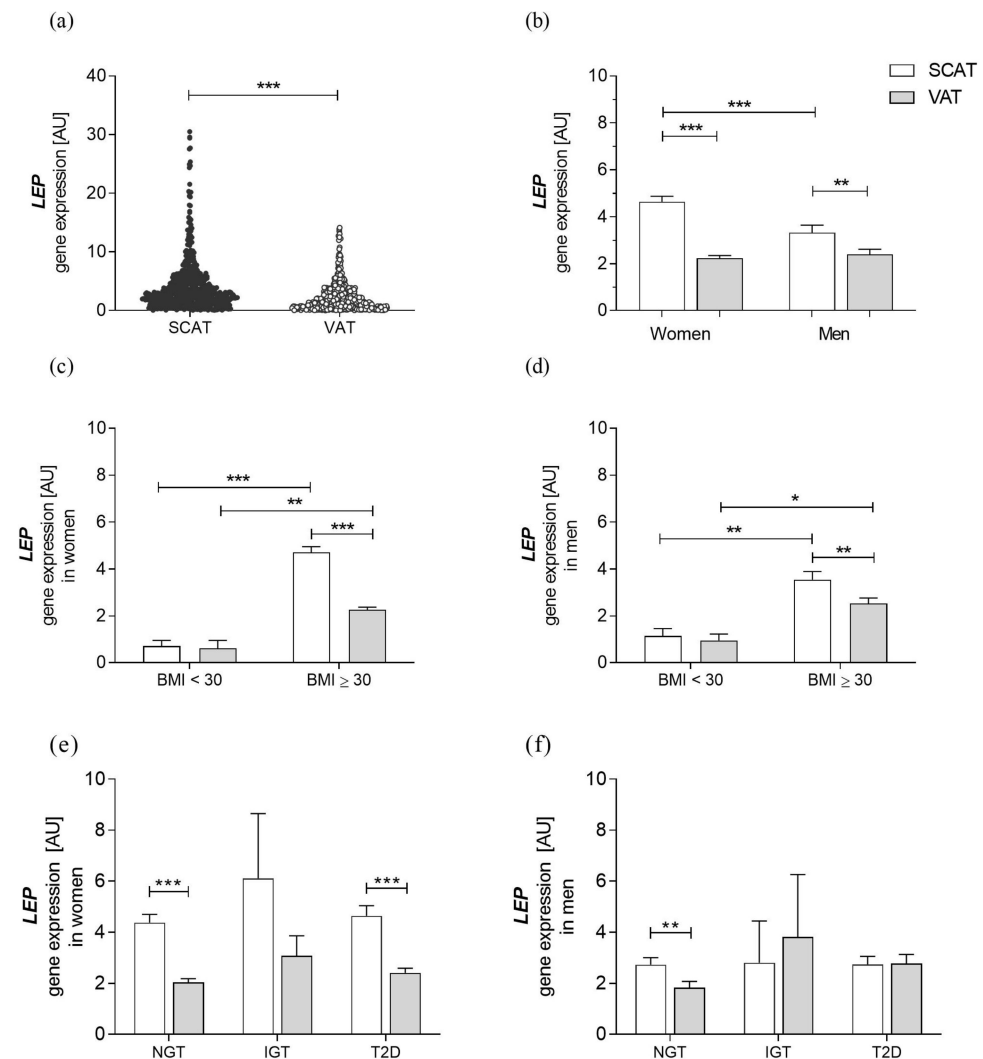 (a)
***
40
30
20
10
0
LEP
gene expression [AU]
SCAT
VAT
(b)
SCAT
VAT
***
***
**
10
8
6
4
2
0
LEP
gene expression [AU]
Women
Men
(c)
***
**
***
10
8
6
4
2
0
LEP
gene expression [AU]
in women
BMI < 30
BMI ≥ 30
(d)
*
**
**
10
8
6
4
2
0
LEP
gene expression [AU]
in men
BMI < 30
BMI ≥ 30
(e)
***
***
10
8
6
4
2
0
LEP
gene expression [AU]
in women
NGT
IGT
T2D
(f)
**
10
8
6
4
2
0
LEP
gene expression [AU]
in men
NGT
IGT
T2D